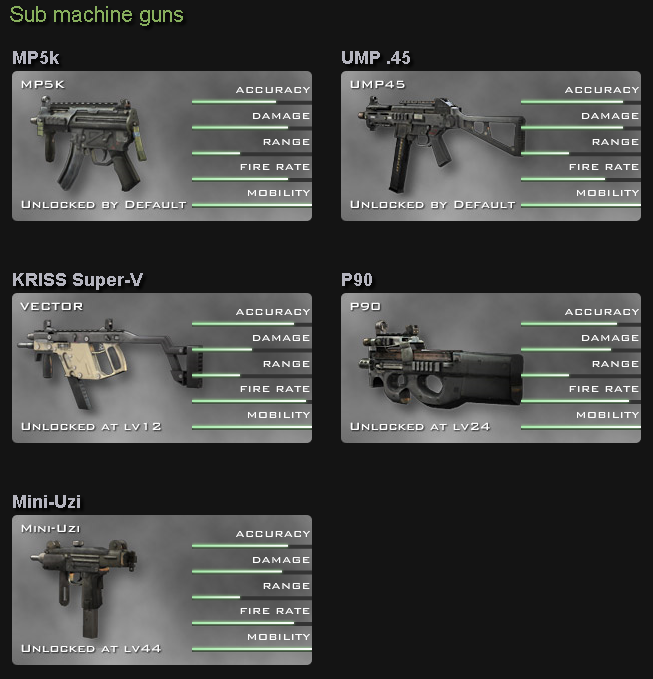 Sub machine guns
MP5k
MP5K
ACCURACY
DAMAGE
RANGE
FIRE RATE
MOBILITY
UNLOCKED BY DEFAULT
UMP .45
UMP45
ACCURACY
DAMAGE
RANGE
FIRE RATE
MOBILITY
UNLOCKED BY DEFAULT
KRISS Super-V
VECTOR
ACCURACY
DAMAGE
RANGE
FIRE RATE
MOBILITY
UNLOCKED AT LV12
P90
P90
ACCURACY
DAMAGE
RANGE
FIRE RATE
MOBILITY
UNLOCKED AT LV24
Mini-Uzi
MINI-UZI
ACCURACY
DAMAGE
RANGE
FIRE RATE
MOBILITY
UNLOCKED AT LV44